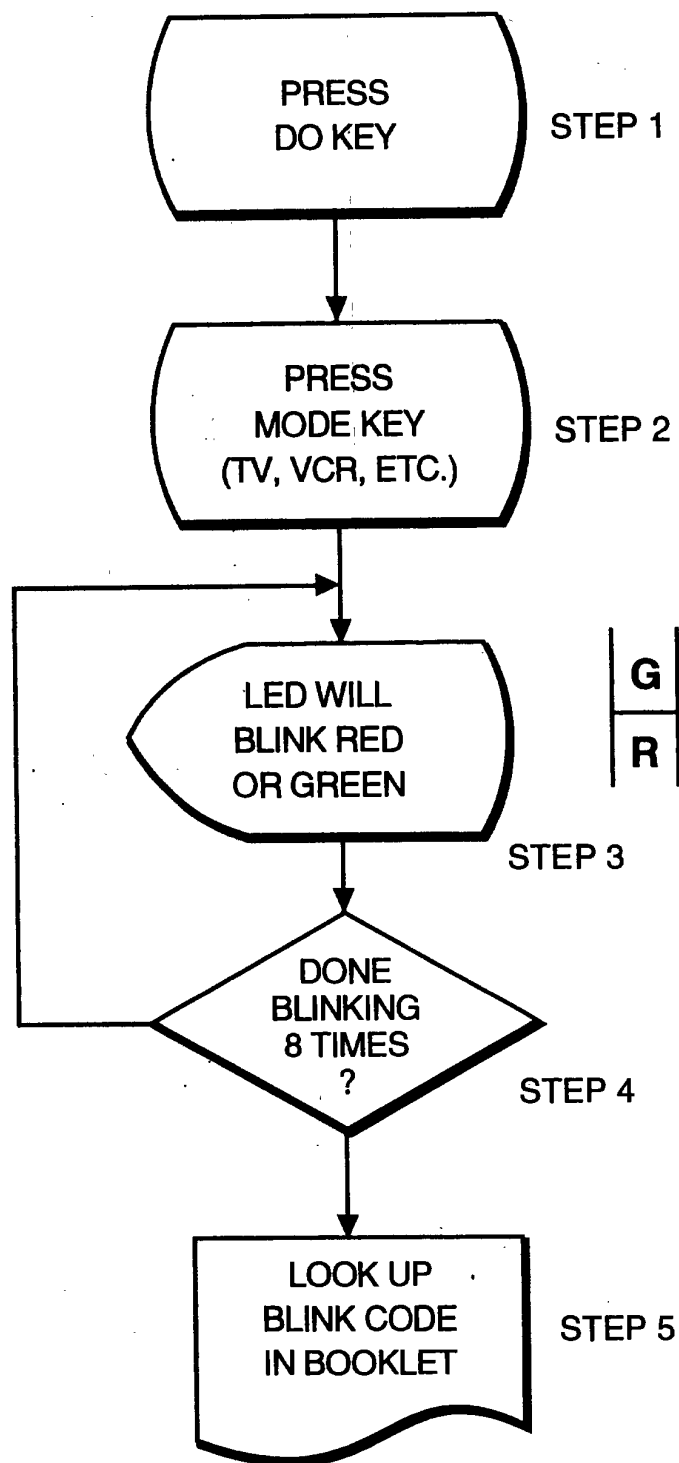 PRESS
DO KEY
STEP 1
PRESS
MODE KEY
(TV, VCR, ETC.)
STEP 2
LED WILL
BLINK RED
OR GREEN
G
R
STEP 3
DONE
BLINKING
8 TIMES
?
STEP 4
LOOK UP
BLINK CODE
IN BOOKLET
STEP 5